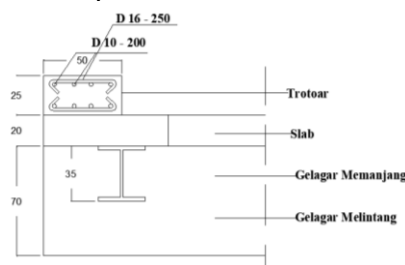 D 16 - 250
D 10 - 200
50
25
Trotoar
20
Slab
Gelagar Memanjang
35
70
Gelagar Melintang